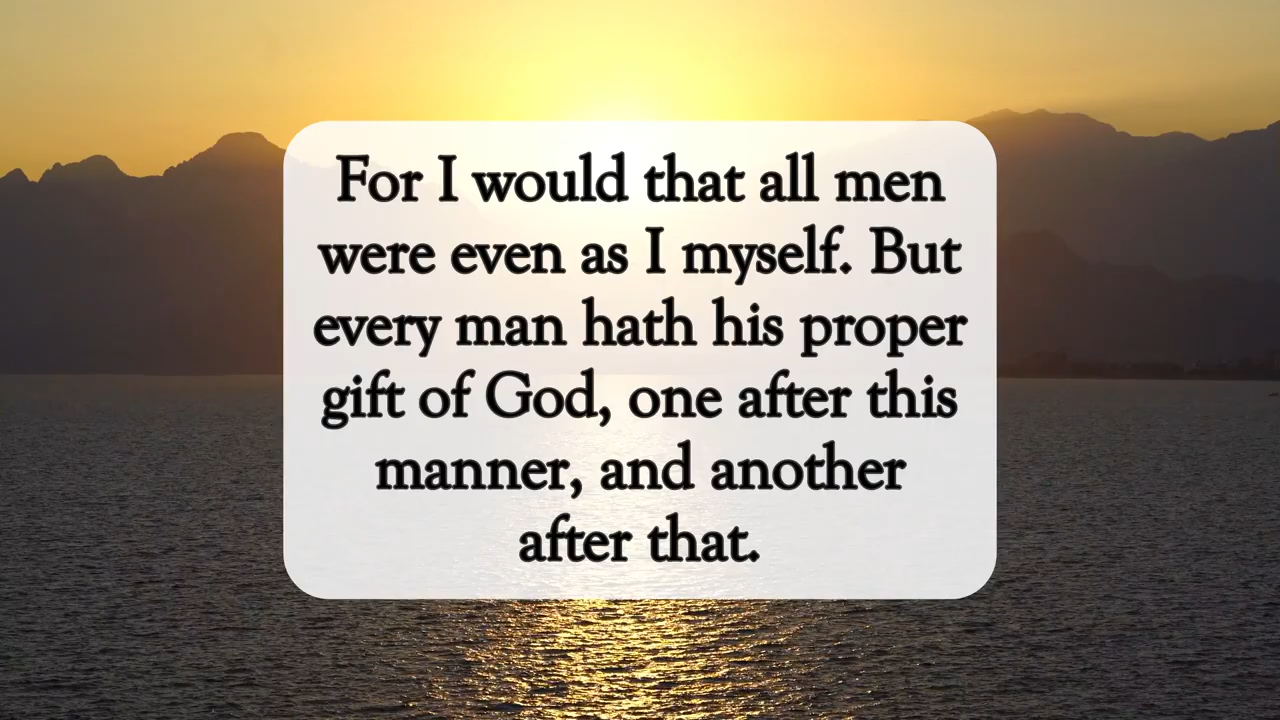 For I would that all men
were even as I myself. But
every man hath his proper
gift of God, one after this
manner, and another
after that.